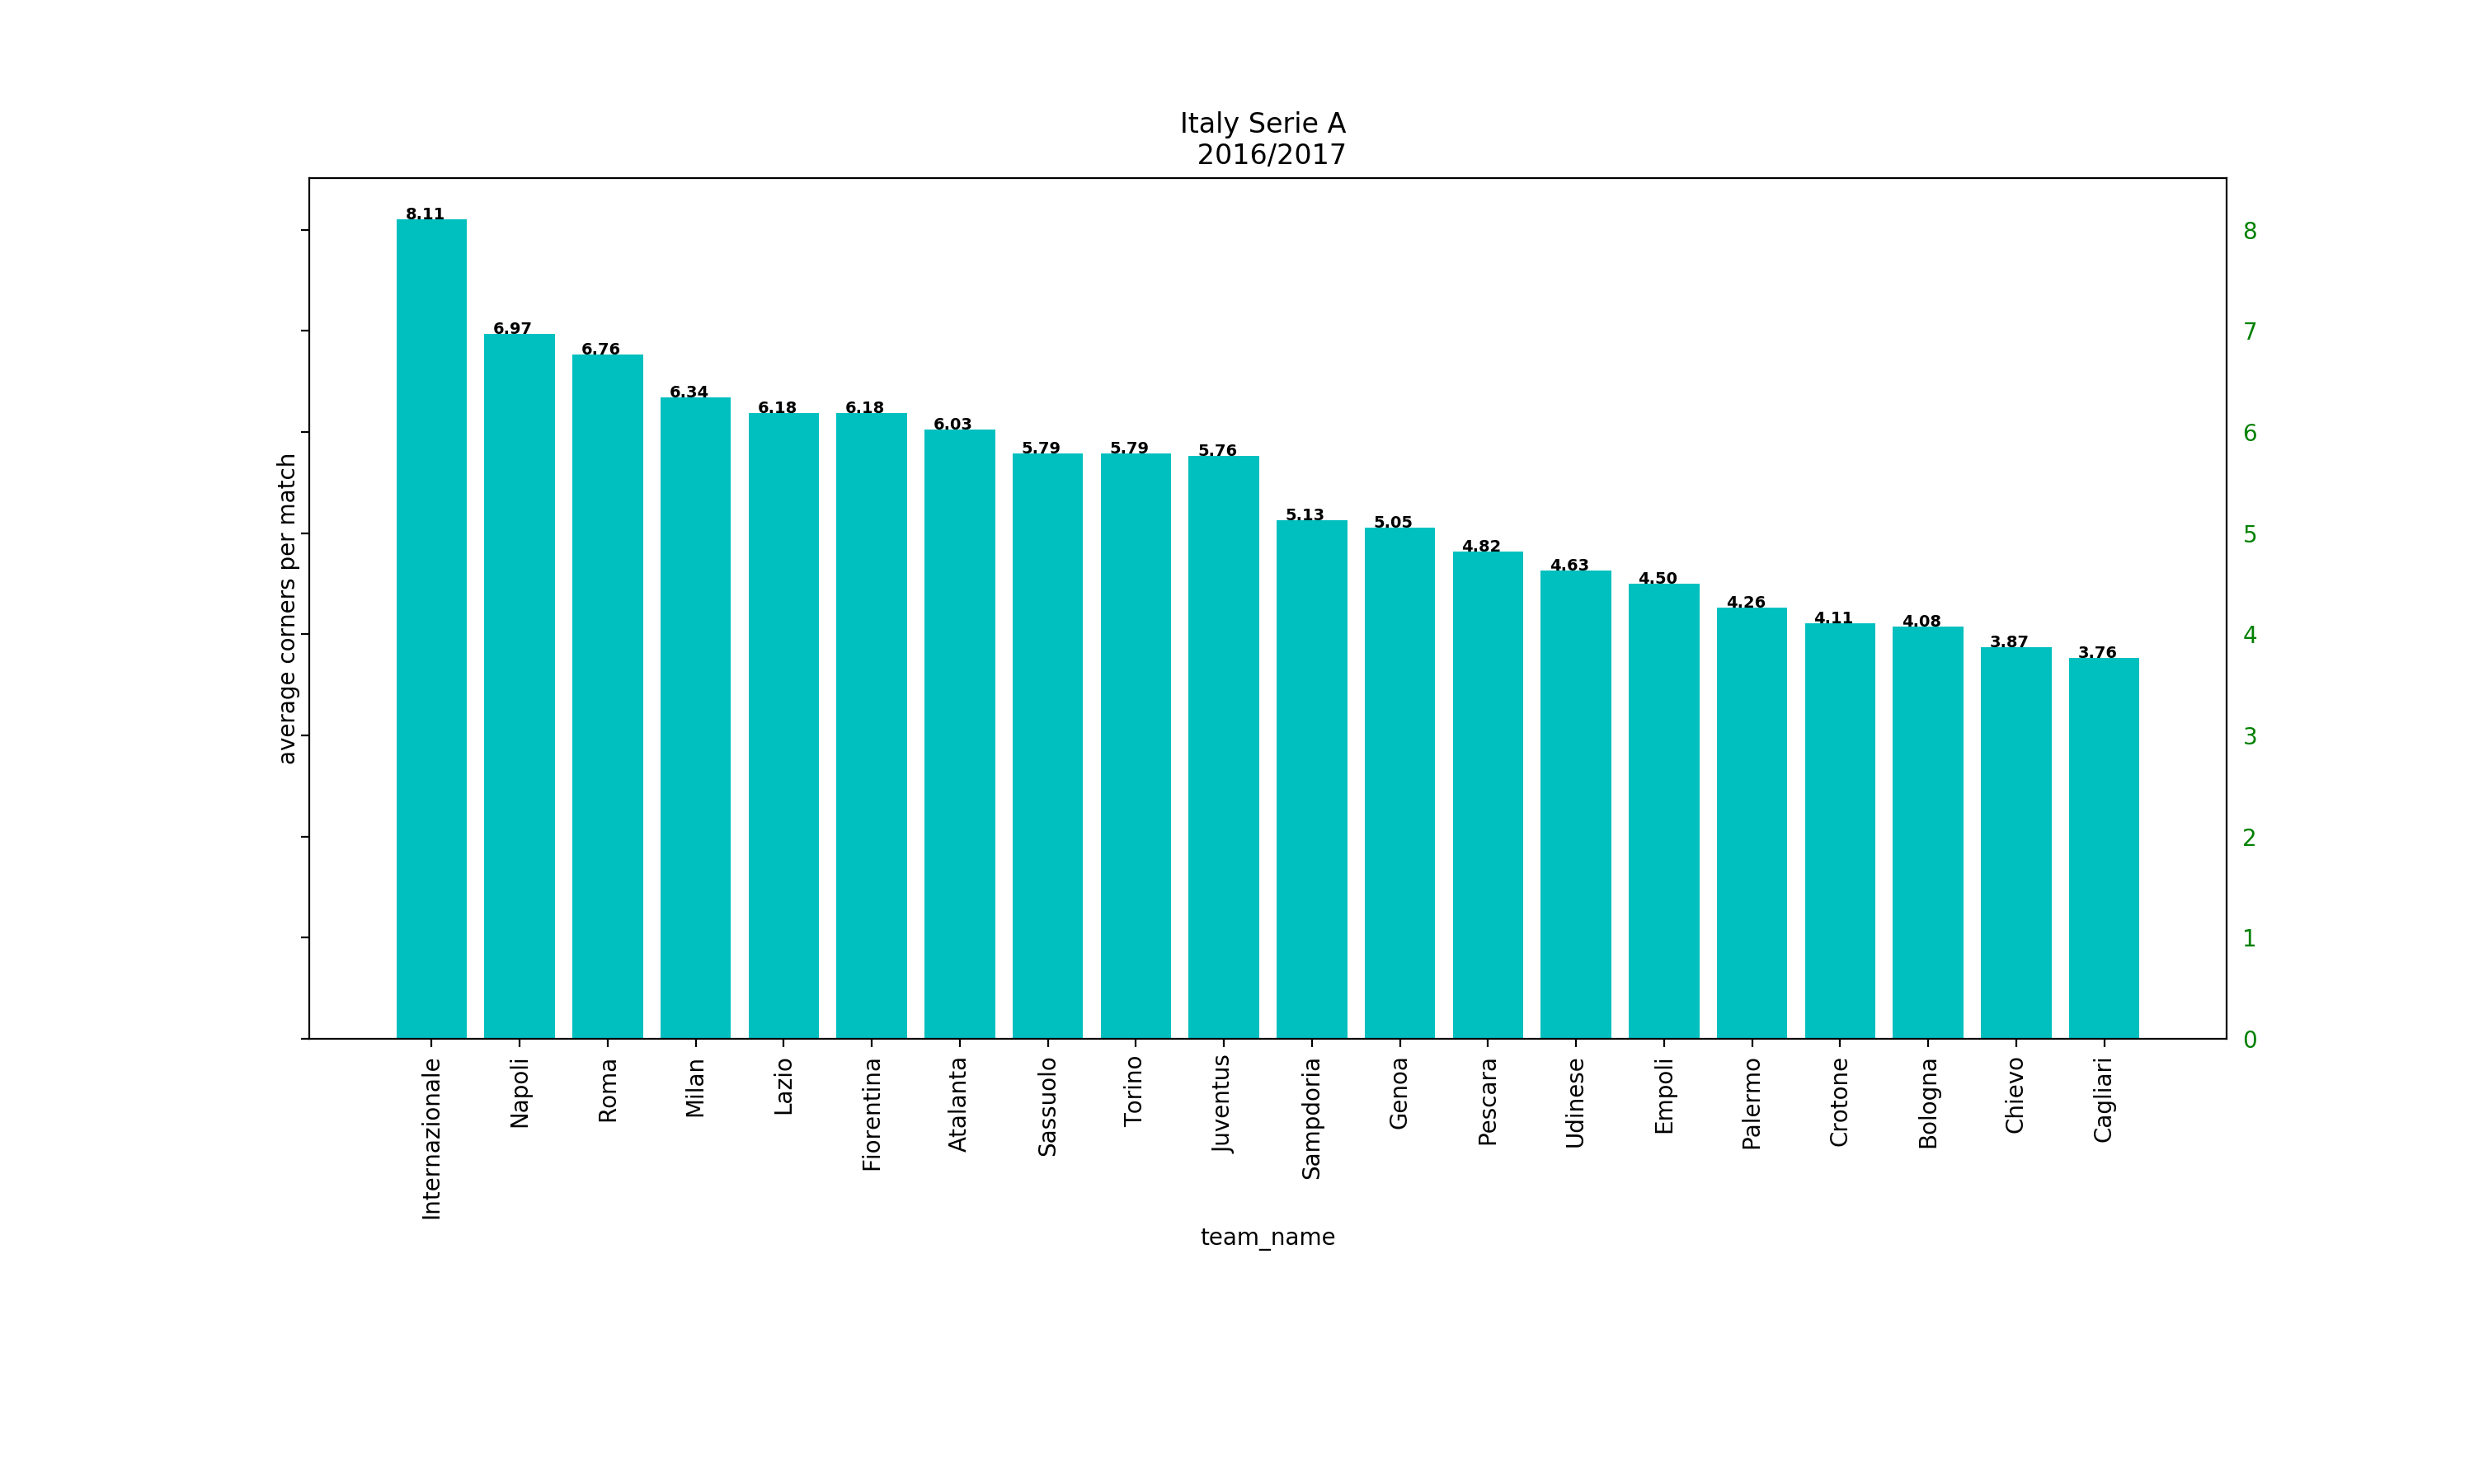 Italy Serie A
2016/2017
8.11
6.97
6.76
6.34
6.18
6.18
6.03
5.79
5.79
5.76
5.13
5.05
4.82
4.63
4.50
4.26
4.11
4.08
3.87
3.76
average corners per match
8
7
6
5
4
3
2
1
0
Internazionale
Napoli
Roma
Milan
Lazio
Fiorentina
Atalanta
Sassuolo
Torino
Juventus
Sampdoria
Genoa
Pescara
Udinese
Empoli
Palermo
Crotone
Bologna
Chievo
Cagliari
team_name